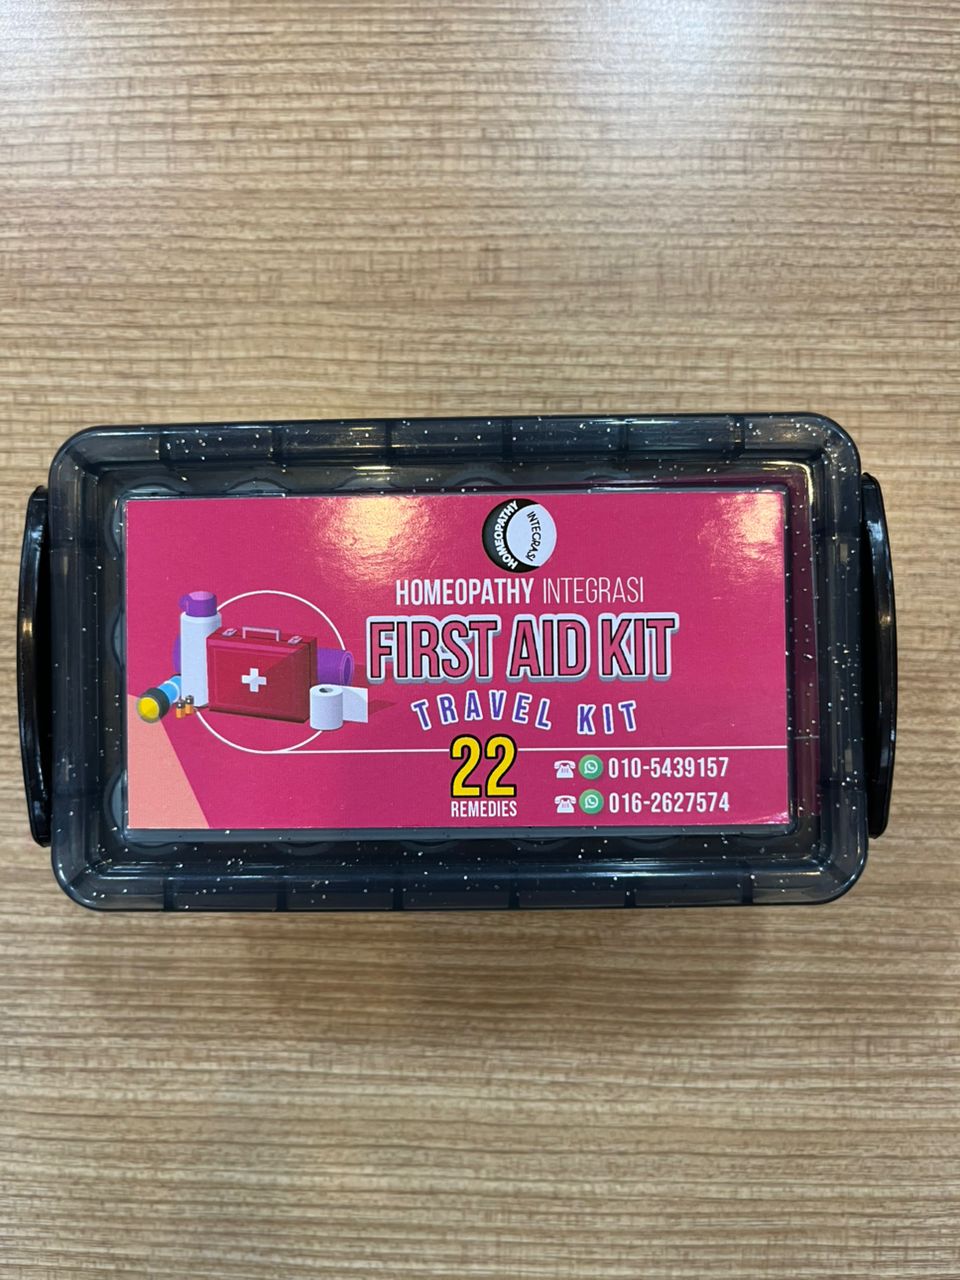 HOMEOPATHY
INTEGRASI
HOMEOPATHY INTEGRASI
FIRST AID KIT
TRAVEL KIT
22
REMEDIES
010-5439157
016-2627574